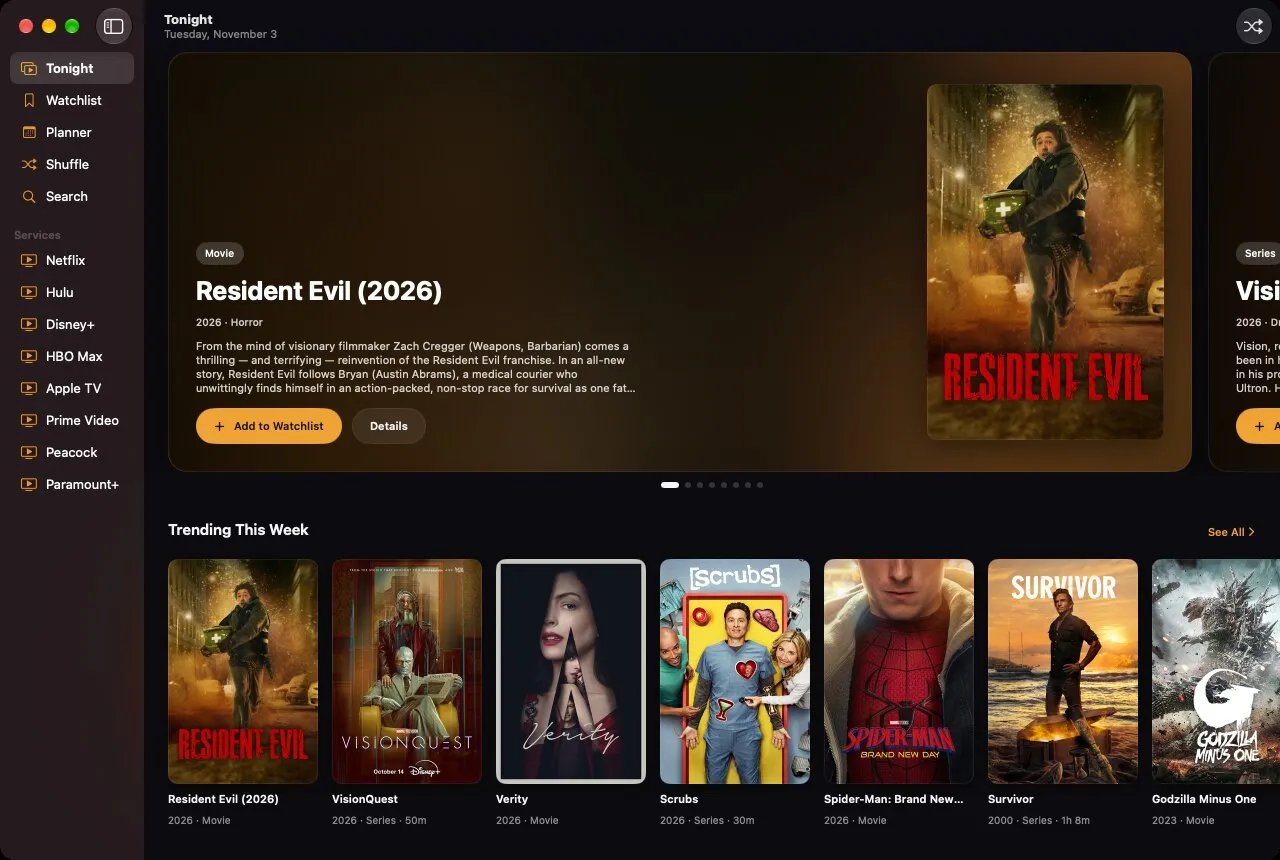 Tonight
Tuesday, November 3
Tonight
Watchlist
Planner
Shuffle
Search
Services
Netflix
Hulu
Disney+
HBO Max
Apple TV
Prime Video
Peacock
Paramount+
Movie
Resident Evil (2026)
2026 · Horror
From the mind of visionary filmmaker Zach Cregger (Weapons, Barbarian) comes a
thrilling — and terrifying — reinvention of the Resident Evil franchise. In an all-new
story, Resident Evil follows Bryan (Austin Abrams), a medical courier who
unwittingly finds himself in an action-packed, non-stop race for survival as one fat...
+ Add to Watchlist
Details
RESIDENT EVIL
Series
Visi
2026 · D
Vision, r
been in h
in his pro
Ultron. H
+ A
Trending This Week
See All
RESIDENT EVIL
VISIONQUEST
October 14 Disney+
Verity
[scrubs]
SPIDER-MAN
BRAND NEW DAY
SURVIVOR
GODZILLA
MINUS ONE
Resident Evil (2026)
2026 · Movie
VisionQuest
2026 · Series · 50m
Verity
2026 · Movie
Scrubs
2026 · Series · 30m
Spider-Man: Brand New...
2026 · Movie
Survivor
2000 · Series · 1h 8m
Godzilla Minus One
2023 · Movie